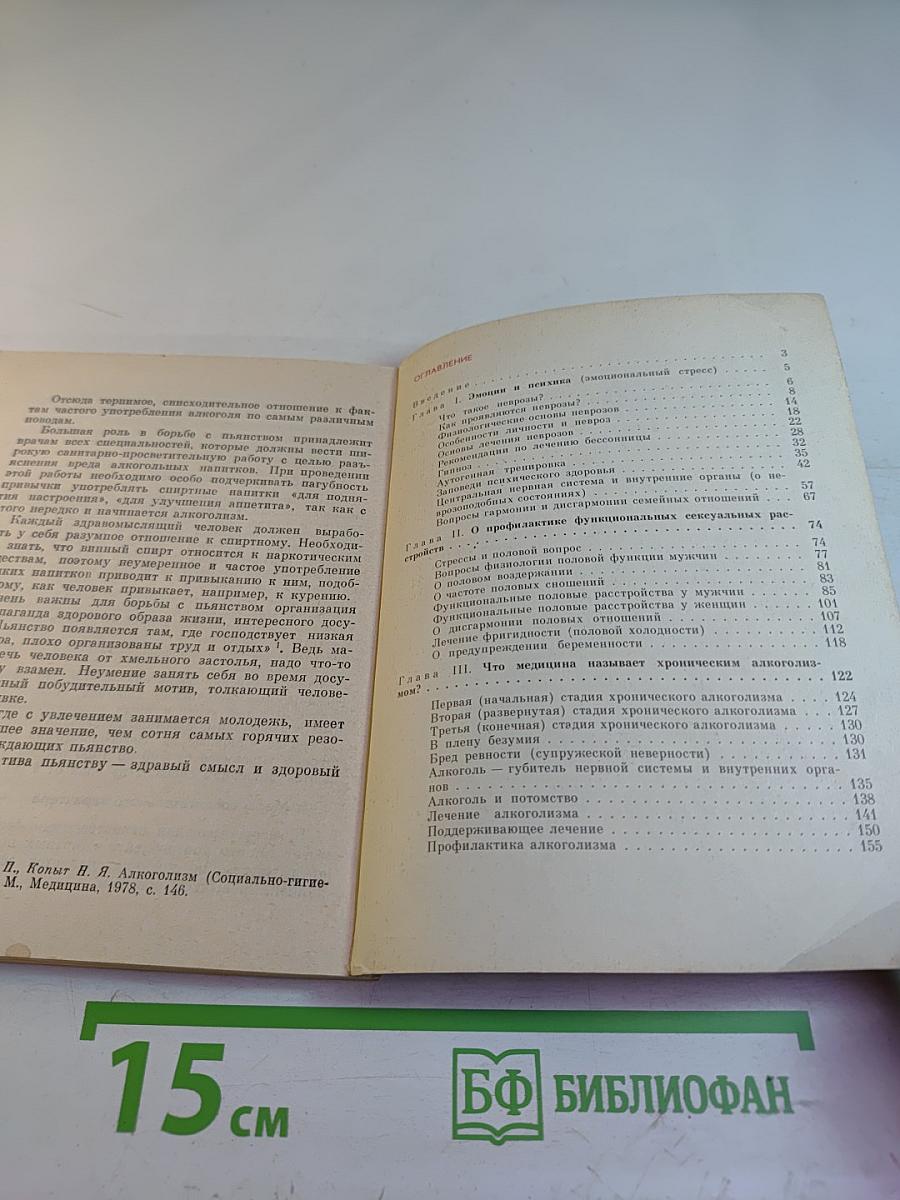 Отсюда терпимое, снисходительное отношение к фак-
там частого употребления алкоголя по самым различным
поводам.
Большая роль в борьбе с пьянством принадлежит
врачам всех специальностей, которые должны вести ши-
рокую санитарно-просветительную работу с целью разъ-
яснения вреда алкогольных напитков. При проведении
этой работы необходимо особо подчеркивать пагубность
привычки употреблять спиртные напитки «для подня-
тия настроения», «для улучшения аппетита», так как с
этого нередко и начинается алкоголизм.
Каждый здравомыслящий человек должен вырабо-
ть у себя разумное отношение к спиртному. Необходи-
знать, что винный спирт относится к наркотическим
ществам, поэтому неумеренное и частое употребление
ких напитков приводит к привыканию к ним, подоб-
ому, как человек привыкает, например, к курению.
чень важны для борьбы с пьянством организация
паганда здорового образа жизни, интересного досу-
Пьянство появляется там, где господствует низкая
ра, плохо организованы труд и отдых» 1. Ведь ма-
ечь человека от хмельного застолья, надо что-то
у взамен. Неумение занять себя во время досу-
ный побудительный мотив, толкающий челове-
вке.
где с увлечением занимается молодежь, имеет
шее значение, чем сотня самых горячих резо-
ждающих пьянство.
тива пьянству — здравый смысл и здоровый
П., Копыт Н. Я. Алкоголизм (Социально-гигие-
М., Медицина, 1978, с. 146.
ОГЛАВЛЕНИЕ
Введение . . . 3
Глава I. Эмоции и психика (эмоциональный стресс) . . . 5
Что такое неврозы? . . . 6
Как проявляются неврозы? . . . 8
Физиологические основы неврозов . . . 14
Особенности личности и невроз . . . 18
Основы лечения неврозов . . . 22
Рекомендации по лечению бессонницы . . . 28
Гипноз . . . 32
Аутогенная тренировка . . . 35
Заповеди психического здоровья . . . 42
Центральная нервная система и внутренние органы (о не-
врозоподобных состояниях) . . . 57
Вопросы гармонии и дисгармонии семейных отношений . 67
Глава II. О профилактике функциональных сексуальных рас-
стройств . . . 74
Стрессы и половой вопрос . . . 74
Вопросы физиологии половой функции мужчин . . . 77
О половом воздержании . . . 81
О частоте половых сношений . . . 83
Функциональные половые расстройства у мужчин . . . 85
Функциональные половые расстройства у женщин . . . 101
О дисгармонии половых отношений . . . 107
Лечение фригидности (половой холодности) . . . 112
О предупреждении беременности . . . 118
Глава III. Что медицина называет хроническим алкоголиз-
мом? . . . 122
Первая (начальная) стадия хронического алкоголизма . . . 124
Вторая (развернутая) стадия хронического алкоголизма . . . 127
Третья (конечная) стадия хронического алкоголизма . . . 130
В плену безумия . . . 130
Бред ревности (супружеской неверности) . . . 131
Алкоголь — губитель нервной системы и внутренних орга-
нов . . . 135
Алкоголь и потомство . . . 138
Лечение алкоголизма . . . 141
Поддерживающее лечение . . . 150
Профилактика алкоголизма . . . 155
15 см
БФ БИБЛИОФАН